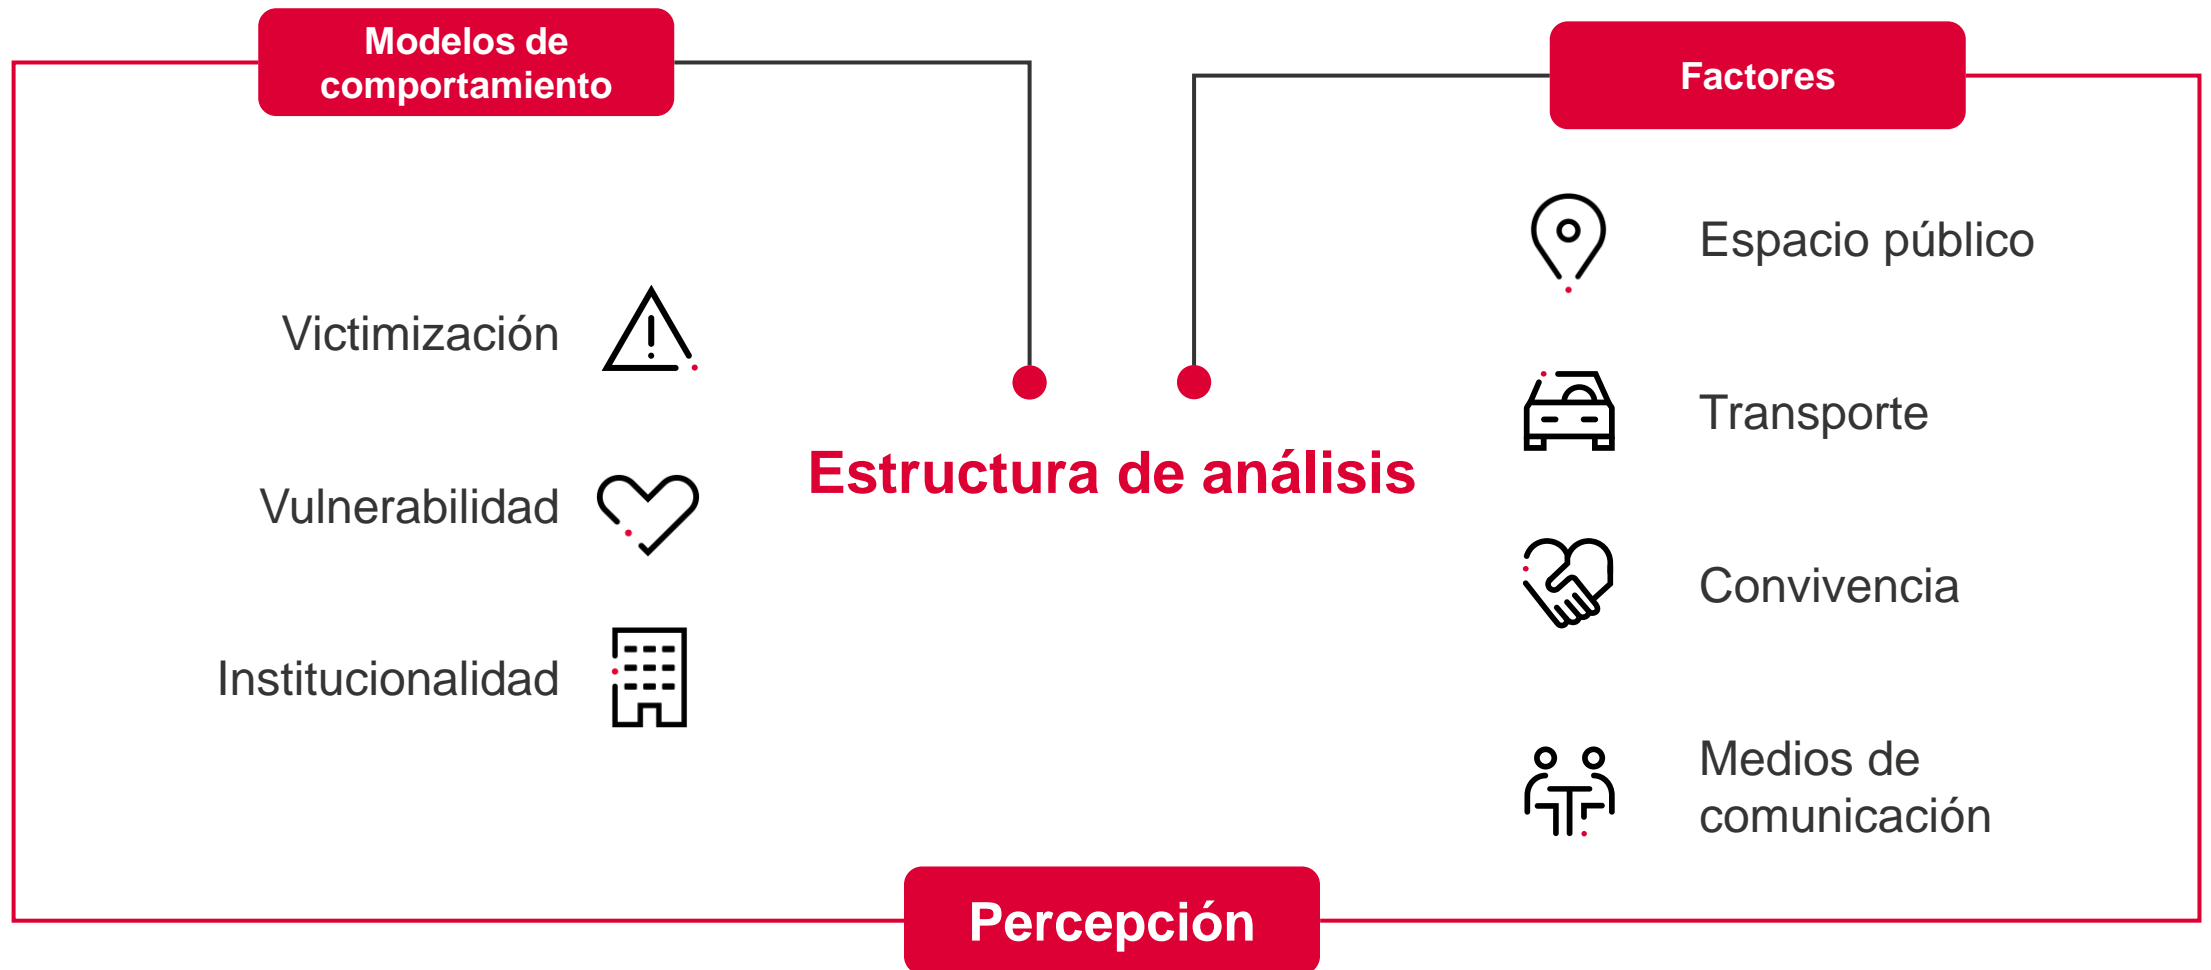 Modelos de
comportamiento
Factores
Victimización
Vulnerabilidad
Institucionalidad
Estructura de análisis
Espacio público
Transporte
Convivencia
Medios de
comunicación
Percepción